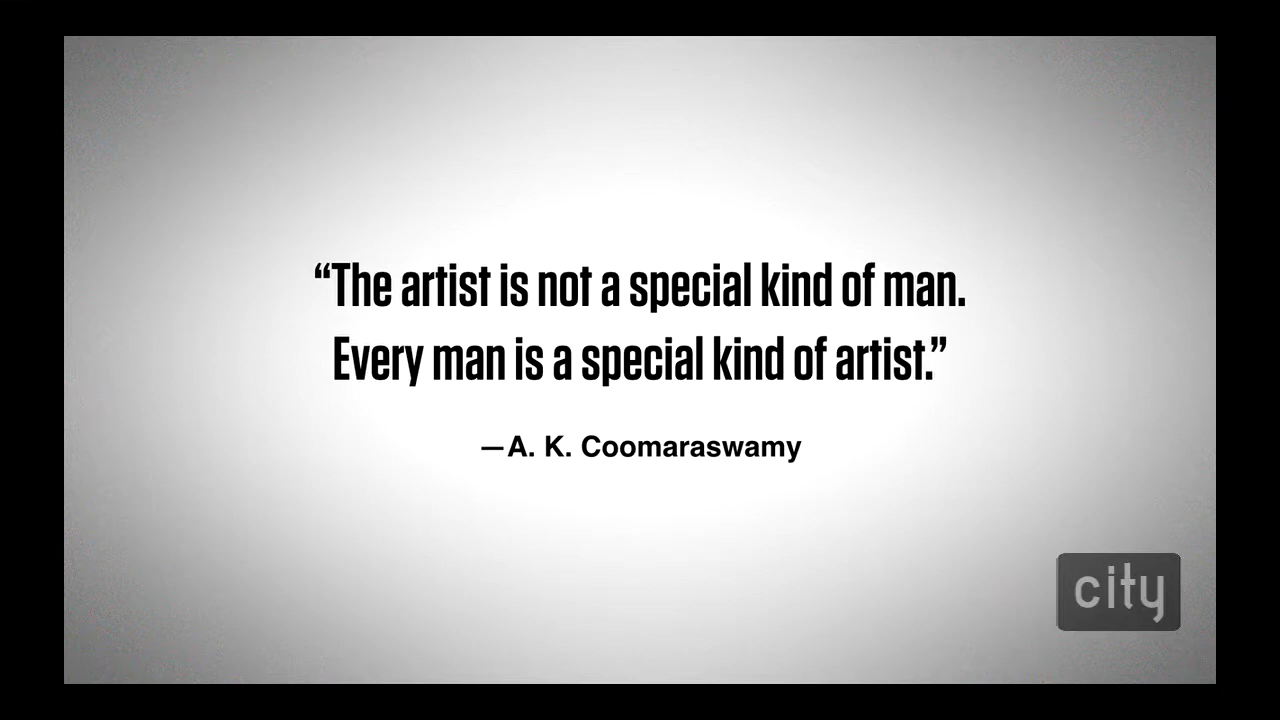 “The artist is not a special kind of man.
Every man is a special kind of artist.”
—A. K. Coomaraswamy
city